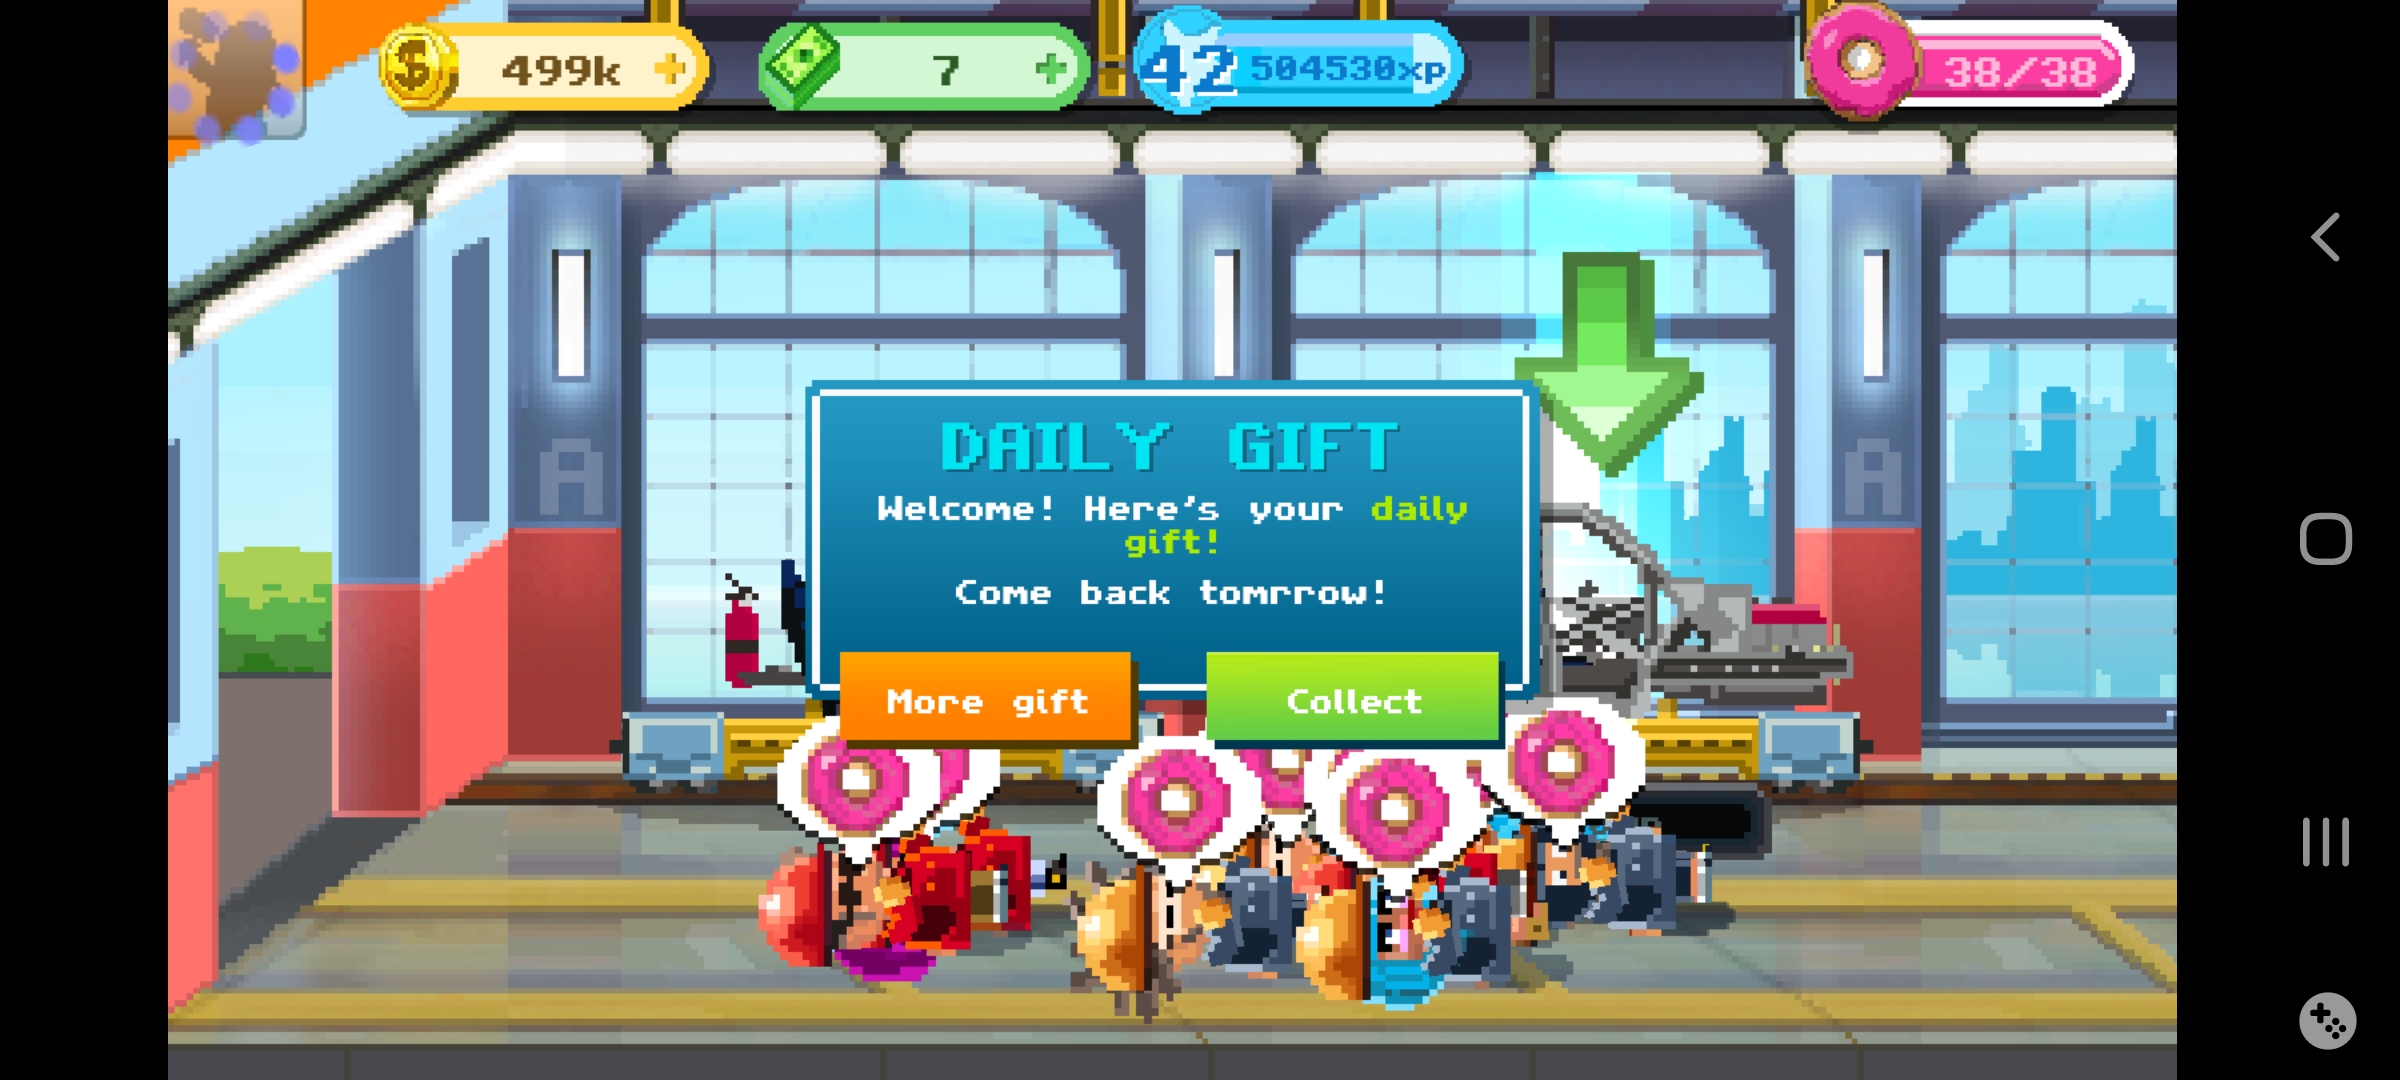 499k
7
42 504530xp
38/38
A
A
DAILY GIFT
Welcome! Here's your daily
gift!
Come back tomrrow!
More gift
Collect